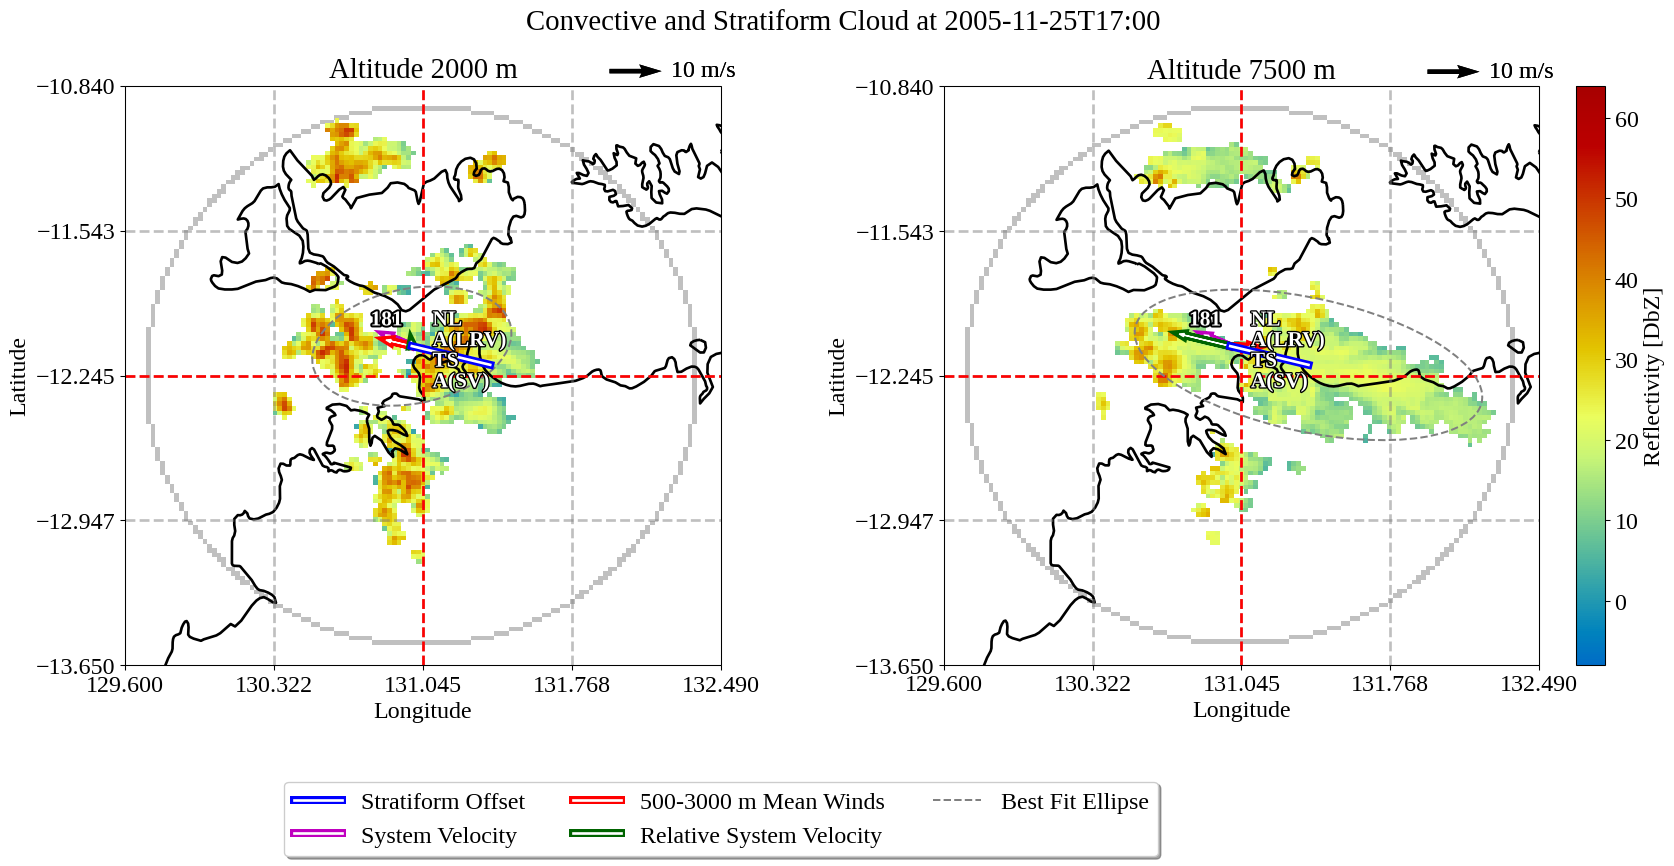 Convective and Stratiform Cloud at 2005-11-25T17:00
Altitude 2000 m
10 m/s
−10.840
−11.543
−12.245
−12.947
−13.650
129.600
130.322
131.045
131.768
132.490
Latitude
Longitude
181
NL
A(LRV)
TS
A(SV)
Altitude 7500 m
10 m/s
−10.840
−11.543
−12.245
−12.947
−13.650
129.600
130.322
131.045
131.768
132.490
Latitude
Longitude
181
NL
A(LRV)
TS
A(SV)
60
50
40
30
20
10
0
Reflectivity [DbZ]
Stratiform Offset
System Velocity
500-3000 m Mean Winds
Relative System Velocity
Best Fit Ellipse